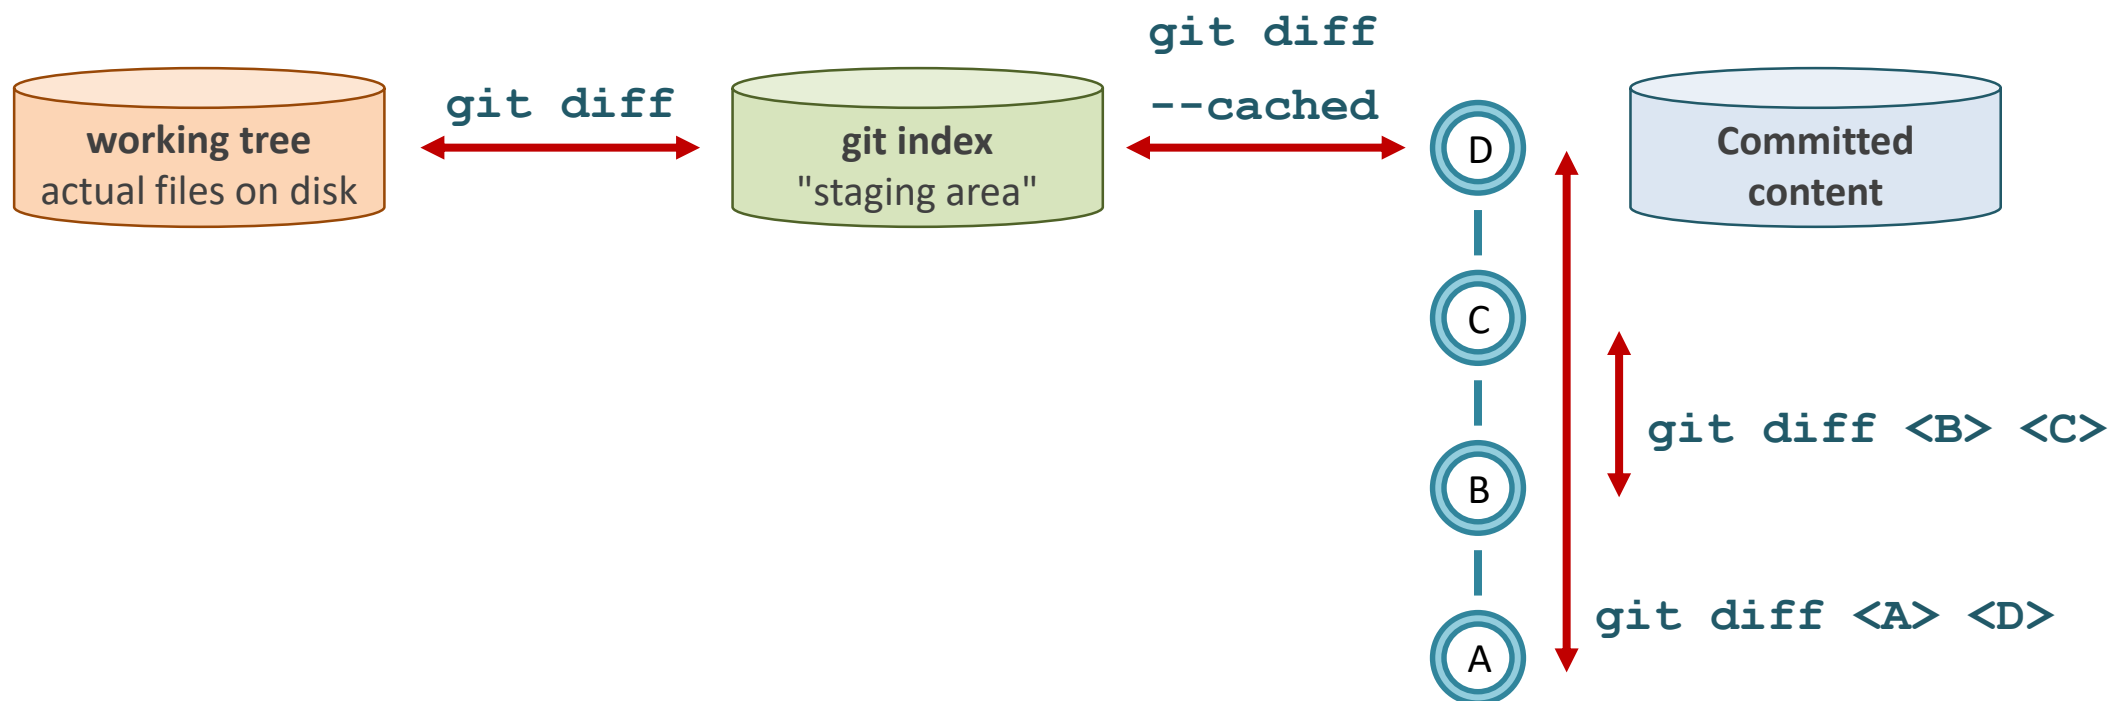 working tree
actual files on disk
git diff
git index
"staging area"
git diff
--cached
D
C
B
A
Committed
content
git diff <B> <C>
git diff <A> <D>